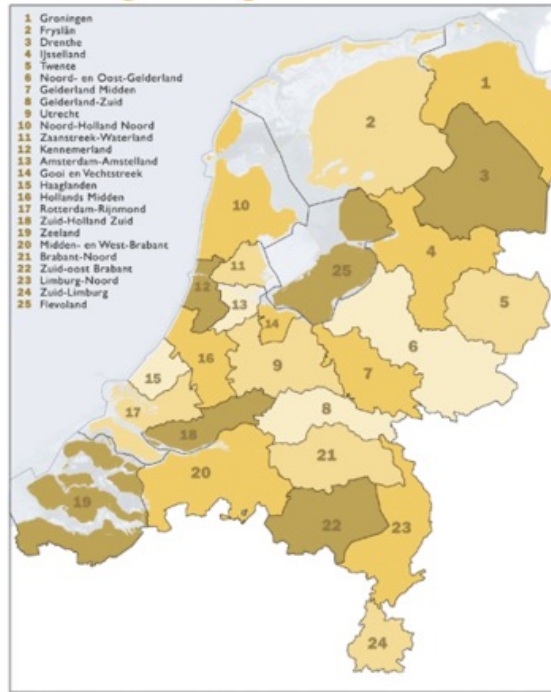 1 Groningen
2 Fryslân
3 Drenthe
4 IJsselland
5 Twente
6 Noord- en Oost-Gelderland
7 Gelderland Midden
8 Gelderland-Zuid
9 Utrecht
10 Noord-Holland Noord
11 Zaanstreek-Waterland
12 Kennemerland
13 Amsterdam-Amstelland
14 Gooi en Vechtstreek
15 Haaglanden
16 Hollands Midden
17 Rotterdam-Rijnmond
18 Zuid-Holland Zuid
19 Zeeland
20 Midden- en West-Brabant
21 Brabant-Noord
22 Zuid-oost Brabant
23 Limburg-Noord
24 Zuid-Limburg
25 Flevoland
1
2
3
10
4
11
25
12
13
5
14
6
16
9
15
7
17
8
18
21
20
19
22
23
24